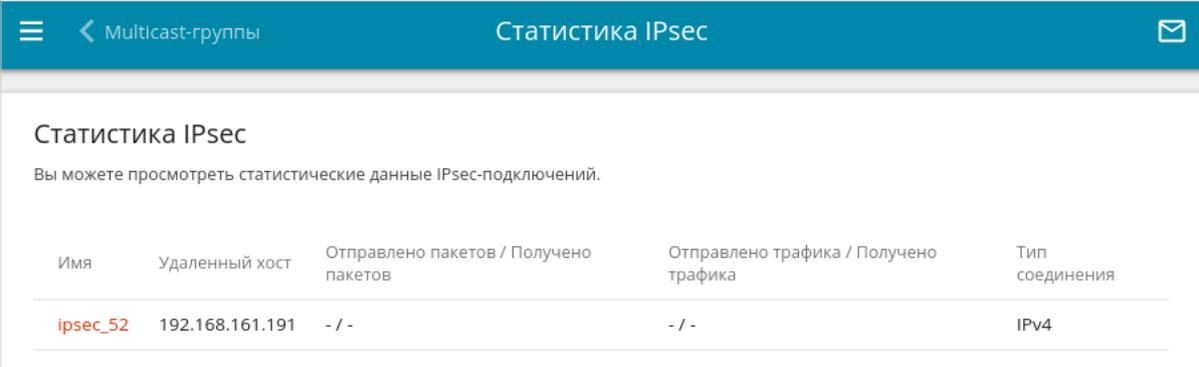 Multicast-группы
Статистика IPsec
Статистика IPsec
Вы можете просмотреть статистические данные IPsec-подключений.
Имя Удаленный хост Отправлено пакетов / Получено пакетов Отправлено трафика / Получено трафика Тип соединения
ipsec_52 192.168.161.191 - / - - / - IPv4